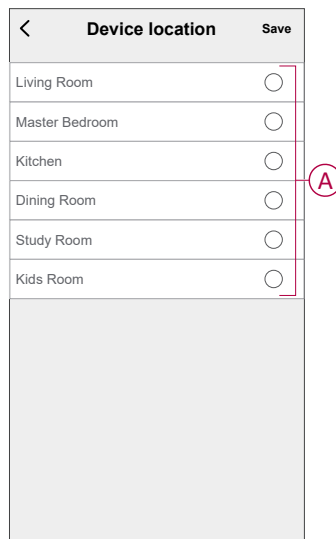 Device location Save
Living Room
Master Bedroom
Kitchen
Dining Room
Study Room
Kids Room
A